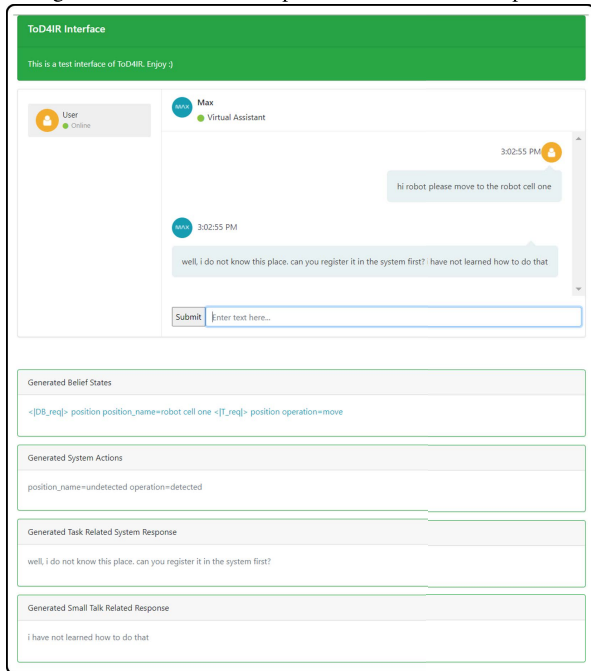 ToD4IR Interface
This is a test interface of ToD4IR. Enjoy :)
User
Online
MAX
Max
Virtual Assistant
3:02:55 PM
hi robot please move to the robot cell one
MAX
3:02:55 PM
well, i do not know this place. can you register it in the system first? i have not learned how to do that
Submit
Enter text here...
Generated Belief States
<|DB_req|> position position_name=robot cell one <|T_req|> position operation=move
Generated System Actions
position_name=undetected operation=detected
Generated Task Related System Response
well, i do not know this place. can you register it in the system first?
Generated Small Talk Related Response
i have not learned how to do that